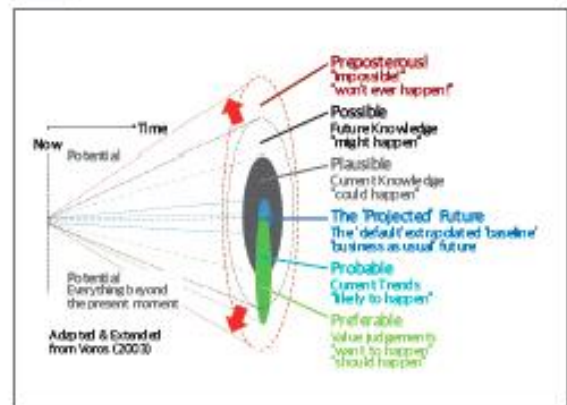 Preposterous!
"impossible!"
"won't ever happen!"
Possible
Future Knowledge
"might happen"
Plausible
Current Knowledge
"could happen"
The 'Projected' Future
The 'default' extrapolated 'baseline'
'business as usual' future
Probable
Current Trends
"likely to happen"
Preferable
Value judgements
"want to happen"
"should happen"
Time
Now
Potential
Potential
Everything beyond
the present moment
Adapted & Extended
from Voros (2003)